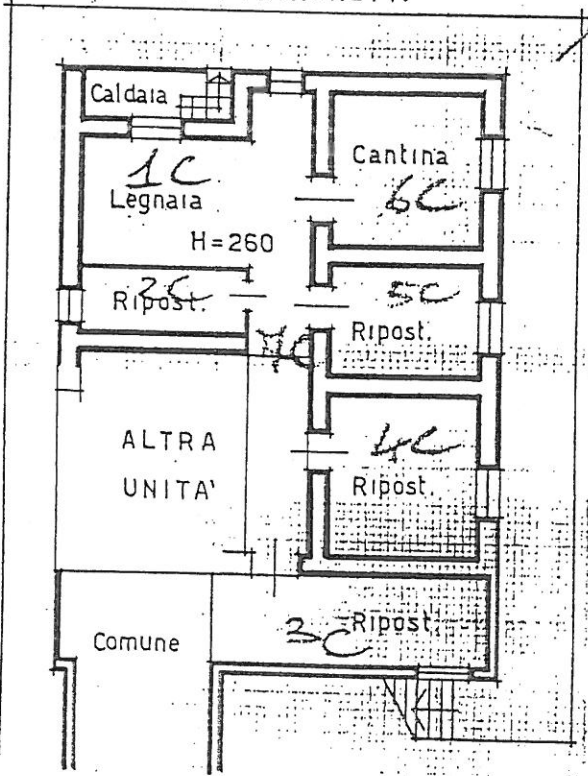 Caldaia
1C
Legnaia
H=260
Cantina
6C
2C
Ripost.
5C
Ripost.
ALTRA
UNITA'
4C
Ripost.
Comune
3C
Ripost.